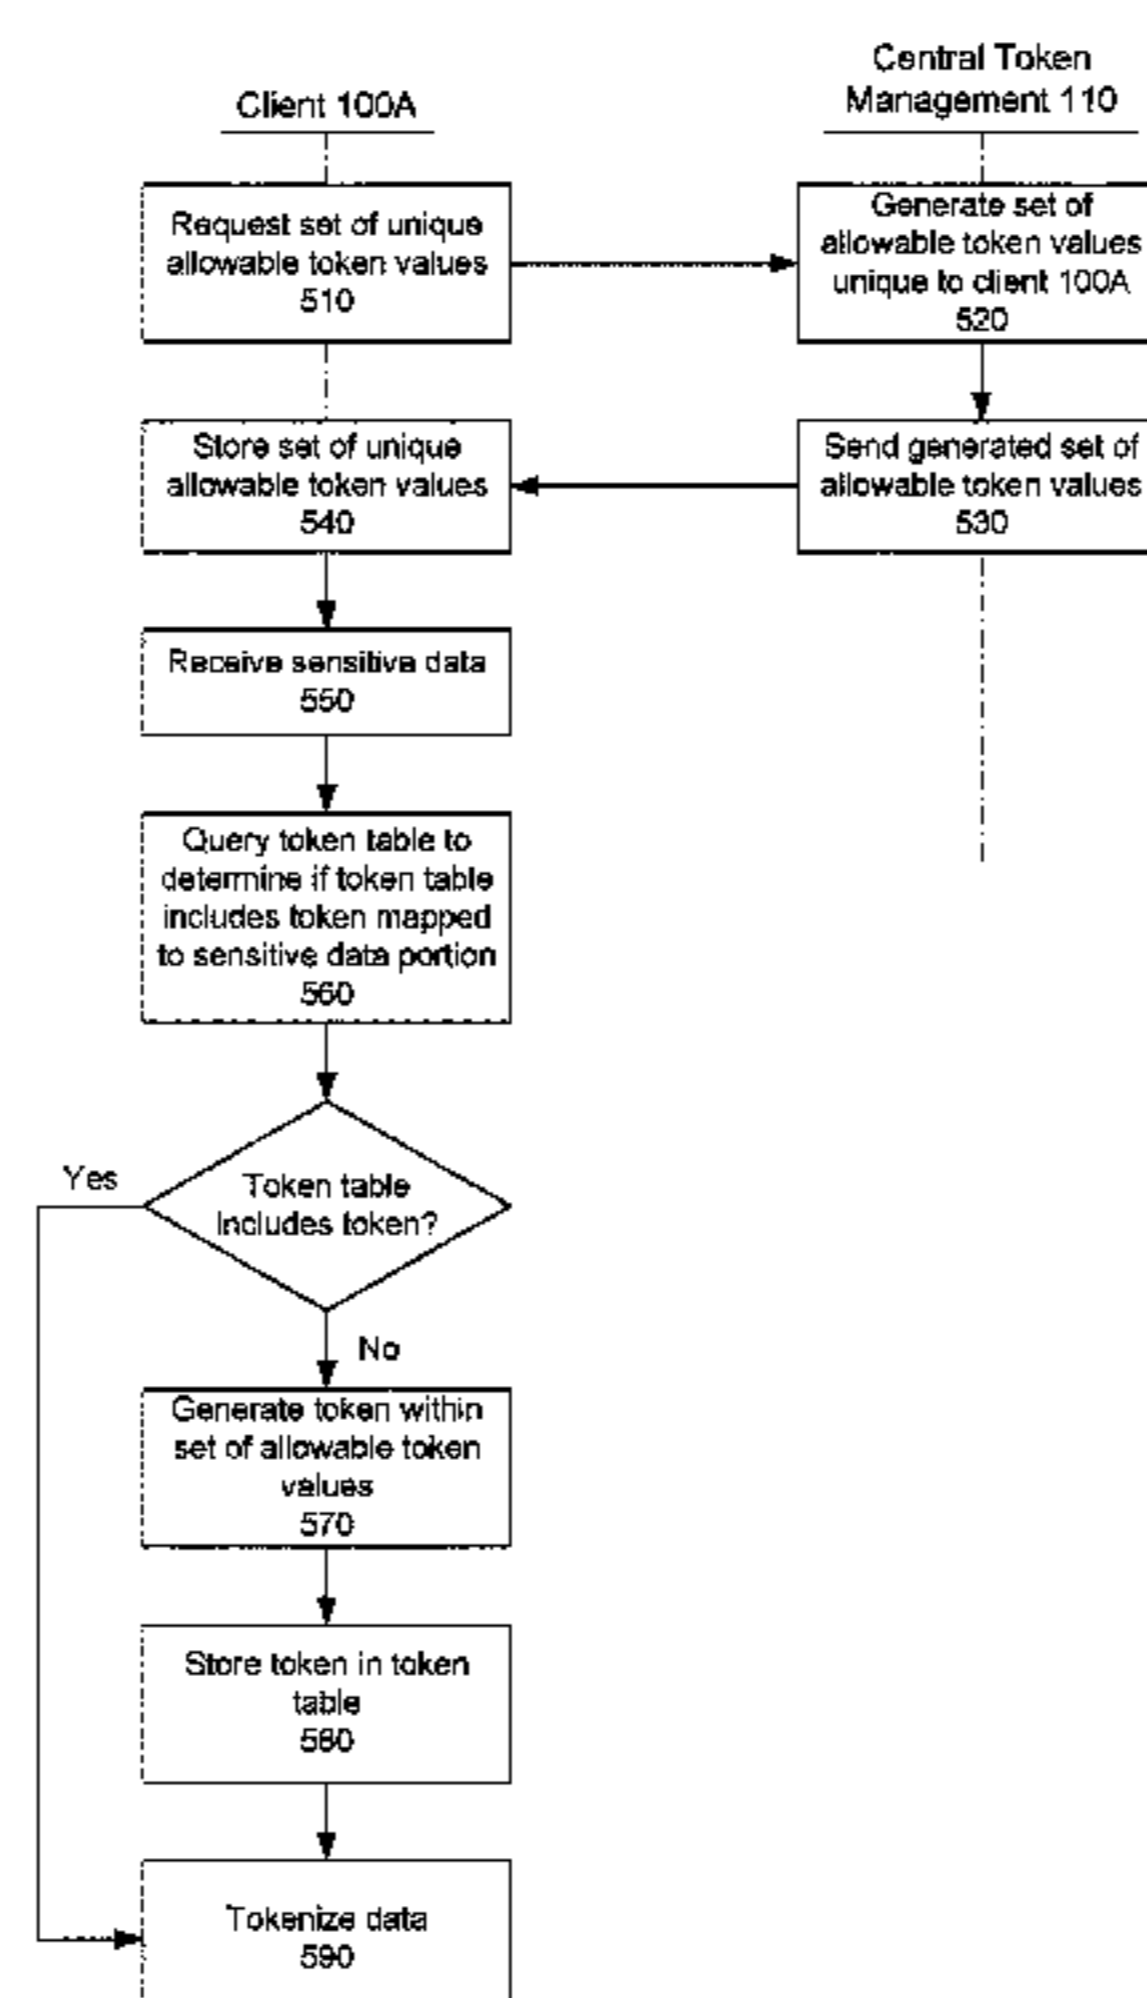 Client 100A
Central Token
Management 110
Request set of unique
allowable token values
510
Generate set of
allowable token values
unique to client 100A
520
Store set of unique
allowable token values
540
Send generated set of
allowable token values
530
Receive sensitive data
550
Query token table to
determine if token table
includes token mapped
to sensitive data portion
560
Yes
Token table
includes token?
No
Generate token within
set of allowable token
values
570
Store token in token
table
580
Tokenize data
590